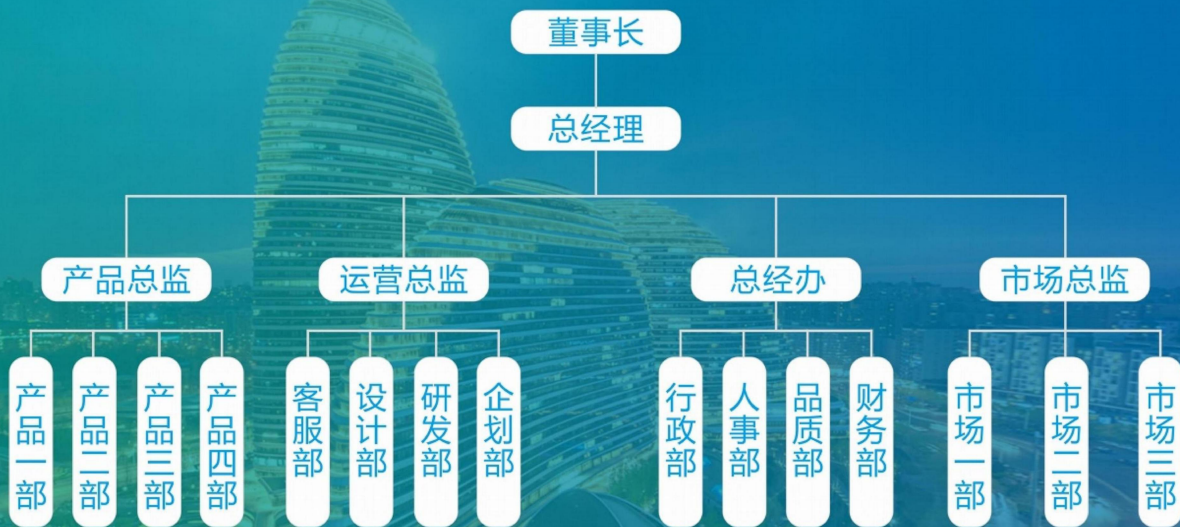 董事长
总经理
产品总监
运营总监
总经办
市场总监
产品一部
产品二部
产品三部
产品四部
客服部
设计部
研发部
企划部
行政部
人事部
品质部
财务部
市场一部
市场二部
市场三部